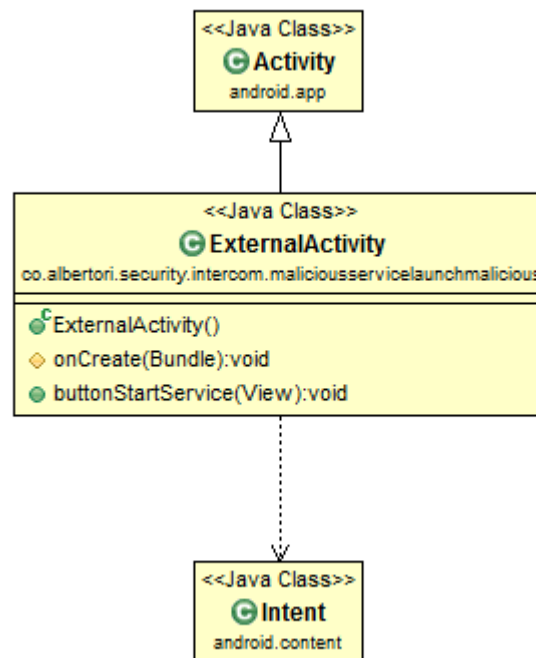 <<Java Class>>
Activity
android.app
<<Java Class>>
ExternalActivity
co.albertori.security.intercom.maliciousservicelaunchmalicious
ExternalActivity()
onCreate(Bundle):void
buttonStartService(View):void
<<Java Class>>
Intent
android.content